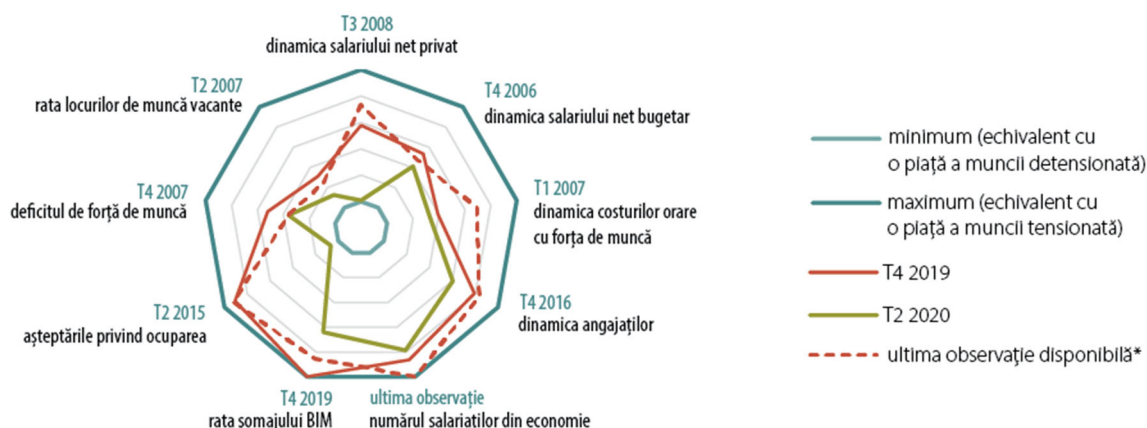 T3 2008
dinamica salariului net privat
T2 2007
rata locurilor de muncă vacante
T4 2006
dinamica salariului net bugetar
T4 2007
deficitul de forță de muncă
T1 2007
dinamica costurilor orare
cu forța de muncă
T2 2015
așteptările privind ocuparea
T4 2016
dinamica angajaților
T4 2019
rata șomajului BIM
ultima observație
numărul salariaților din economie
minimum (echivalent cu
o piață a muncii detensionată)
maximum (echivalent cu
o piață a muncii tensionată)
T4 2019
T2 2020
ultima observație disponibilă*